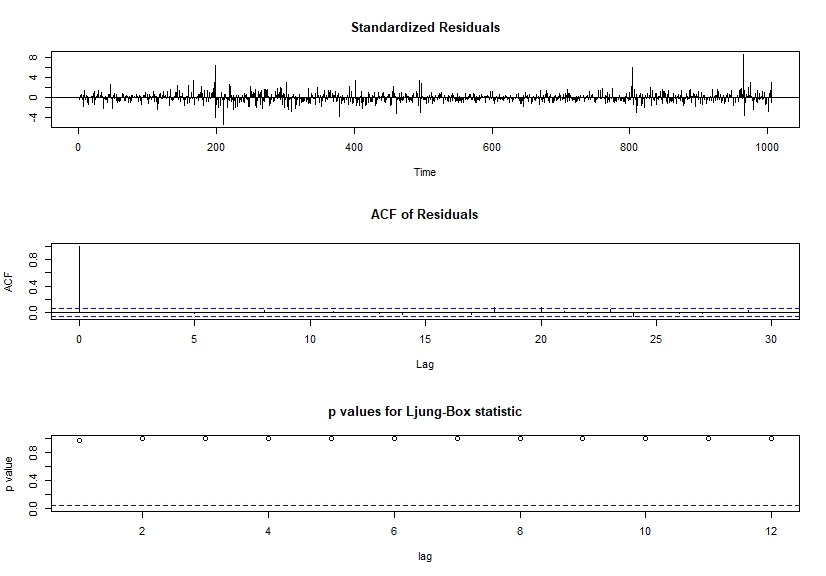 Standardized Residuals
8
4
0
-4
0 200 400 600 800 1000
Time
ACF of Residuals
ACF
0.8
0.4
0.0
0 5 10 15 20 25 30
Lag
p values for Ljung-Box statistic
p value
0.8
0.4
0.0
2 4 6 8 10 12
lag